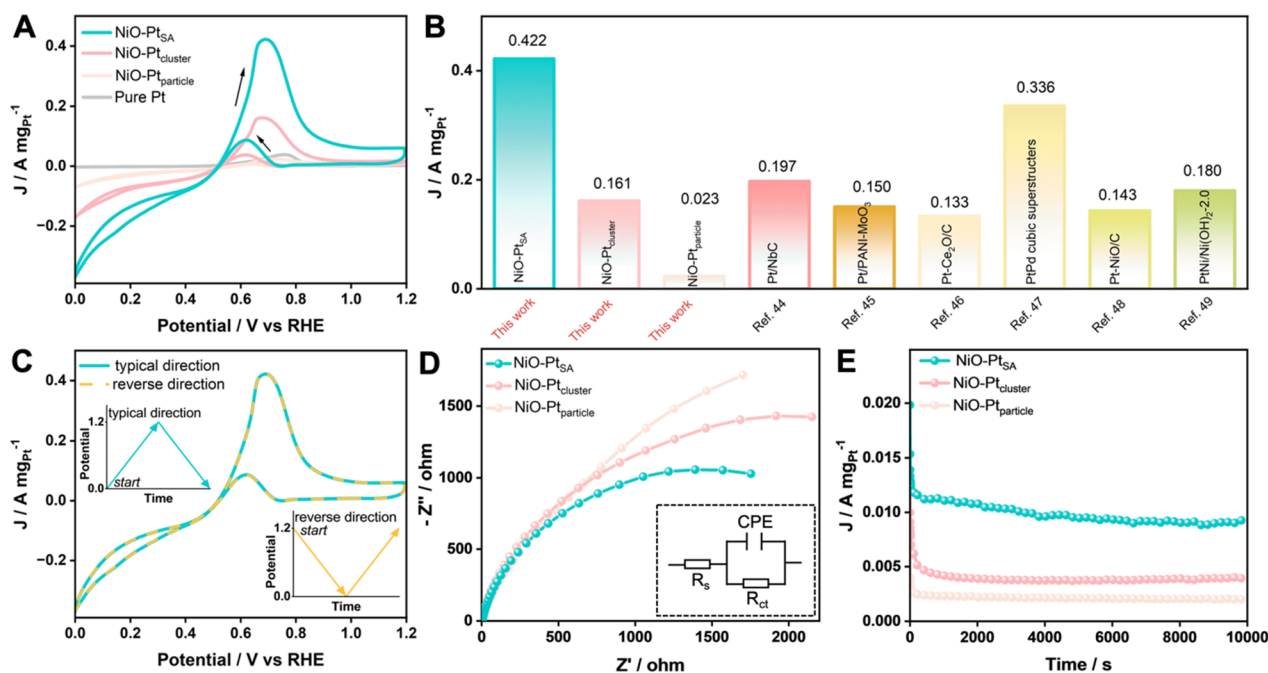 A
NiO-Pt_SA
NiO-Pt_cluster
NiO-Pt_particle
Pure Pt
J / A mg_Pt^-1
0.4
0.2
0.0
−0.2
0.0 0.2 0.4 0.6 0.8 1.0 1.2
Potential / V vs RHE
B
J / A mg_Pt^-1
0.4
0.2
0.0
0.422
0.161
0.023
0.197
0.150
0.133
0.336
0.143
0.180
NiO-Pt_SA
NiO-Pt_cluster
NiO-Pt_particle
Pt/NbC
Pt/PANI-MoO_3
Pt-Ce_2O/C
PtPd cubic superstructers
Pt-NiO/C
PtNi/Ni(OH)_2-2.0
This work
This work
This work
Ref. 44
Ref. 45
Ref. 46
Ref. 47
Ref. 48
Ref. 49
C
typical direction
reverse direction
J / A mg_Pt^-1
0.4
0.2
0.0
−0.2
typical direction
Potential
1.2
0.0
start
Time
reverse direction
Potential
1.2
start
0.0
Time
0.0 0.2 0.4 0.6 0.8 1.0 1.2
Potential / V vs RHE
D
NiO-Pt_SA
NiO-Pt_cluster
NiO-Pt_particle
- Z'' / ohm
1500
1000
500
0
CPE
R_s
R_ct
0 500 1000 1500 2000
Z' / ohm
E
NiO-Pt_SA
NiO-Pt_cluster
NiO-Pt_particle
J / A mg_Pt^-1
0.020
0.015
0.010
0.005
0.000
0 2000 4000 6000 8000 10000
Time / s